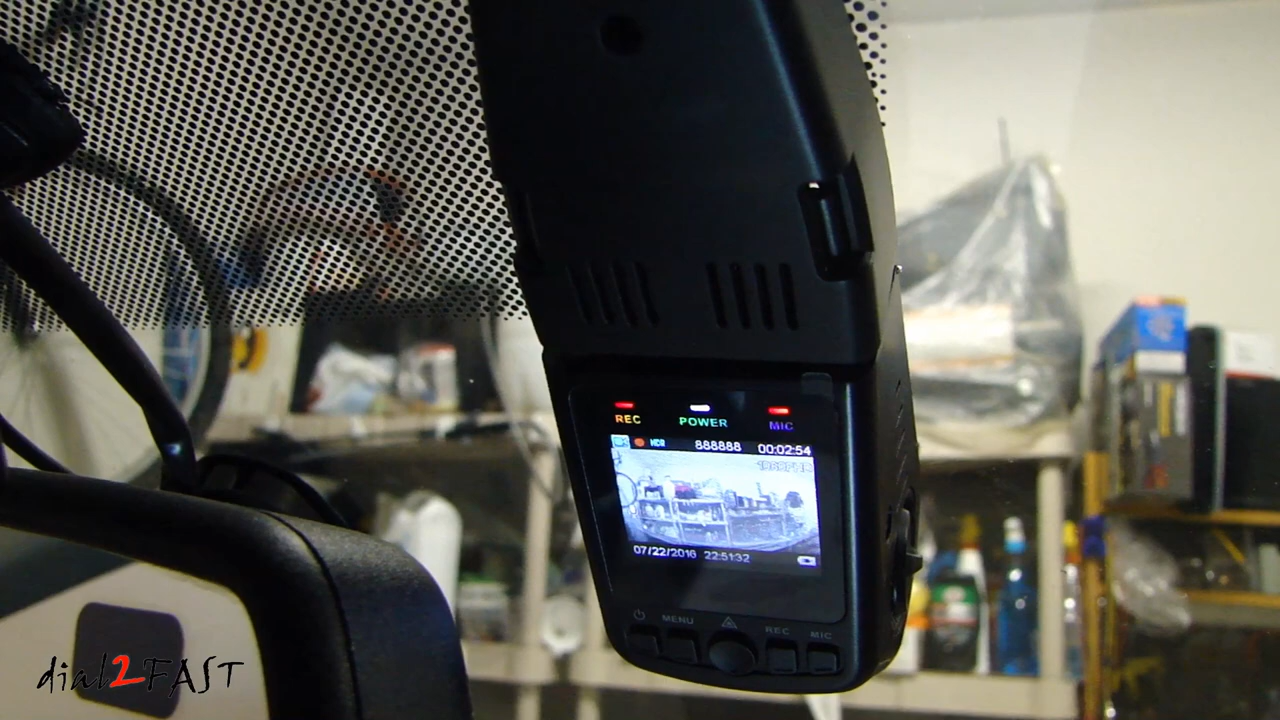 REC POWER MIC
HDR 888888 00:02:54
07/22/2016 22:51:32
MENU REC MIC
dial2FAST